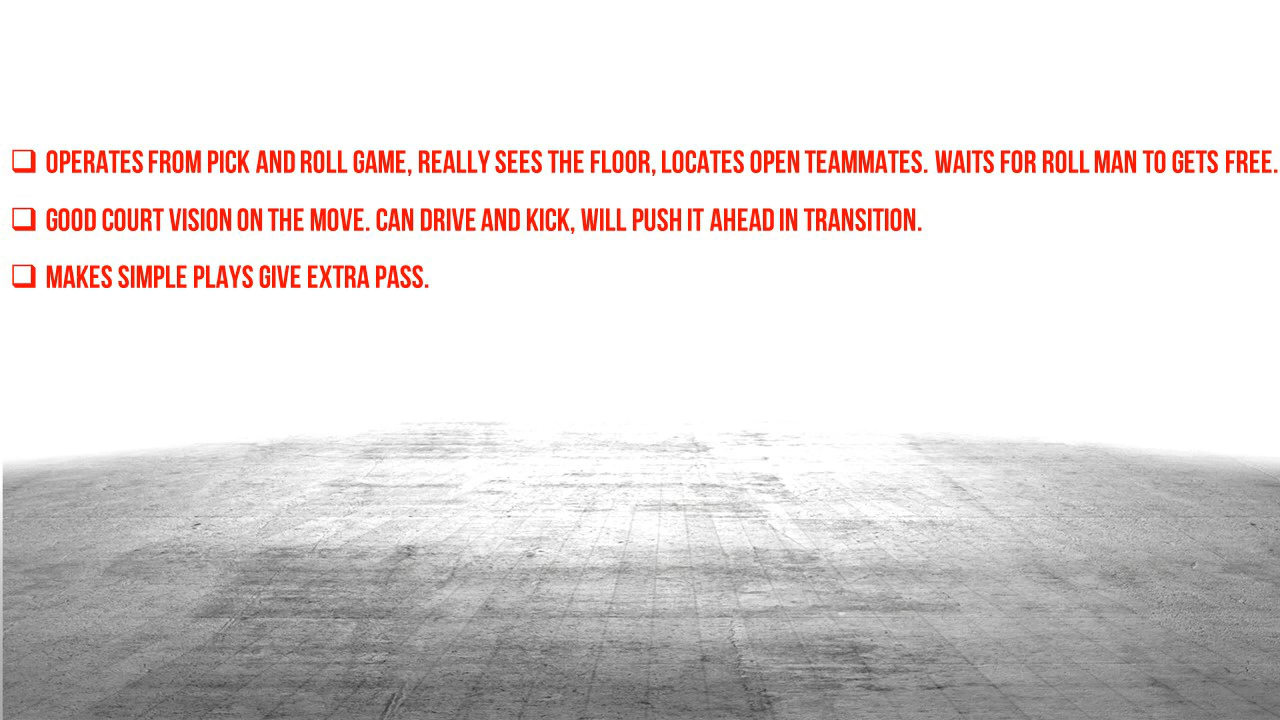 ❑ OPERATES FROM PICK AND ROLL GAME, REALLY SEES THE FLOOR, LOCATES OPEN TEAMMATES. WAITS FOR ROLL MAN TO GETS FREE.
❑ GOOD COURT VISION ON THE MOVE. CAN DRIVE AND KICK, WILL PUSH IT AHEAD IN TRANSITION.
❑ MAKES SIMPLE PLAYS GIVE EXTRA PASS.